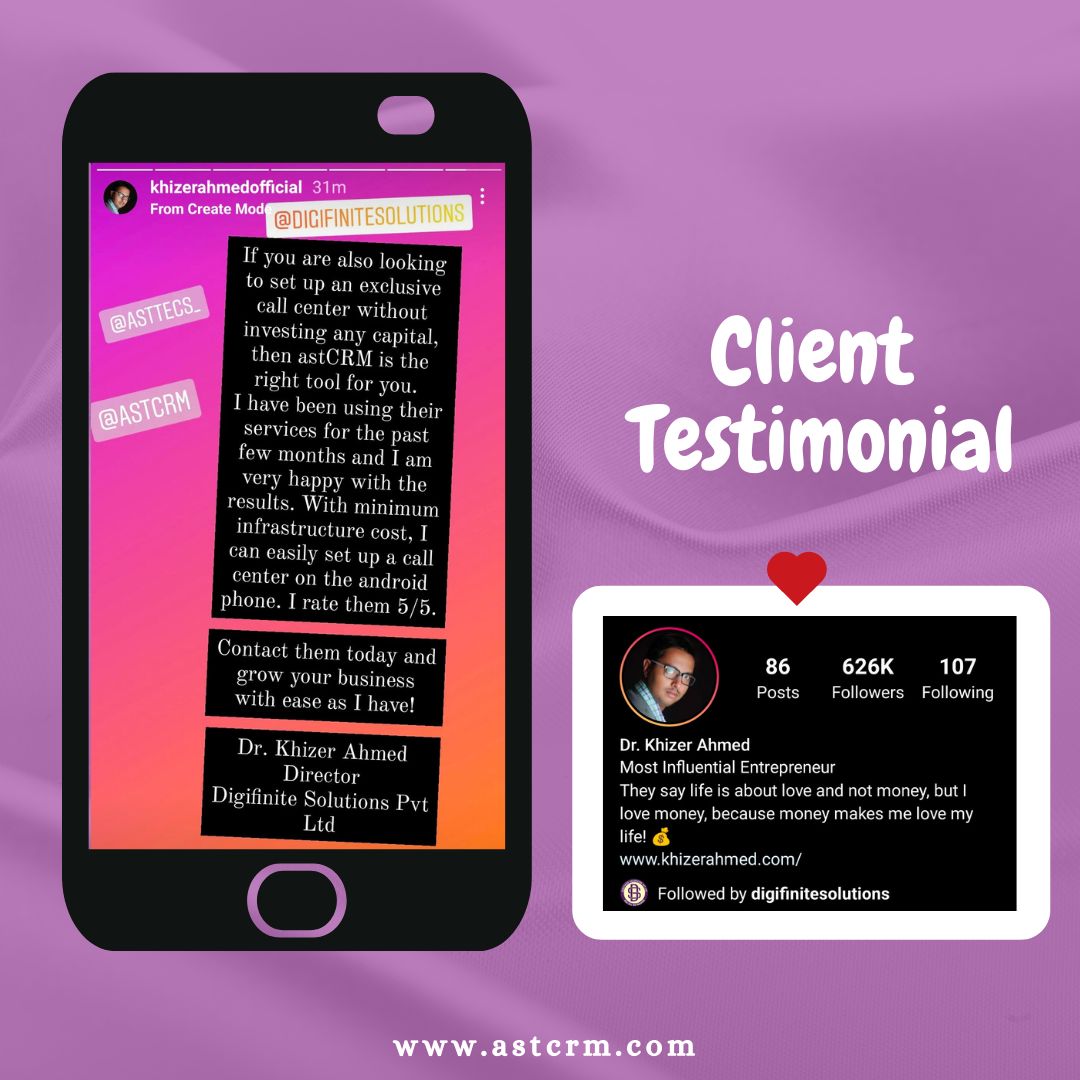 khizerahmedofficial 31m
From Create Mode
@DIGIFINITESOLUTIONS
@ASTTECS_
@ASTCRM
If you are also looking
to set up an exclusive
call center without
investing any capital,
then astCRM is the
right tool for you.
I have been using their
services for the past
few months and I am
very happy with the
results. With minimum
infrastructure cost, I
can easily set up a call
center on the android
phone. I rate them 5/5.
Contact them today and
grow your business
with ease as I have!
Dr. Khizer Ahmed
Director
Digifinite Solutions Pvt
Ltd
Client
Testimonial
86 626K 107
Posts Followers Following
Dr. Khizer Ahmed
Most Influential Entrepreneur
They say life is about love and not money, but I
love money, because money makes me love my
life! 💰
www.khizerahmed.com/
Followed by digifinitesolutions
www.astcrm.com